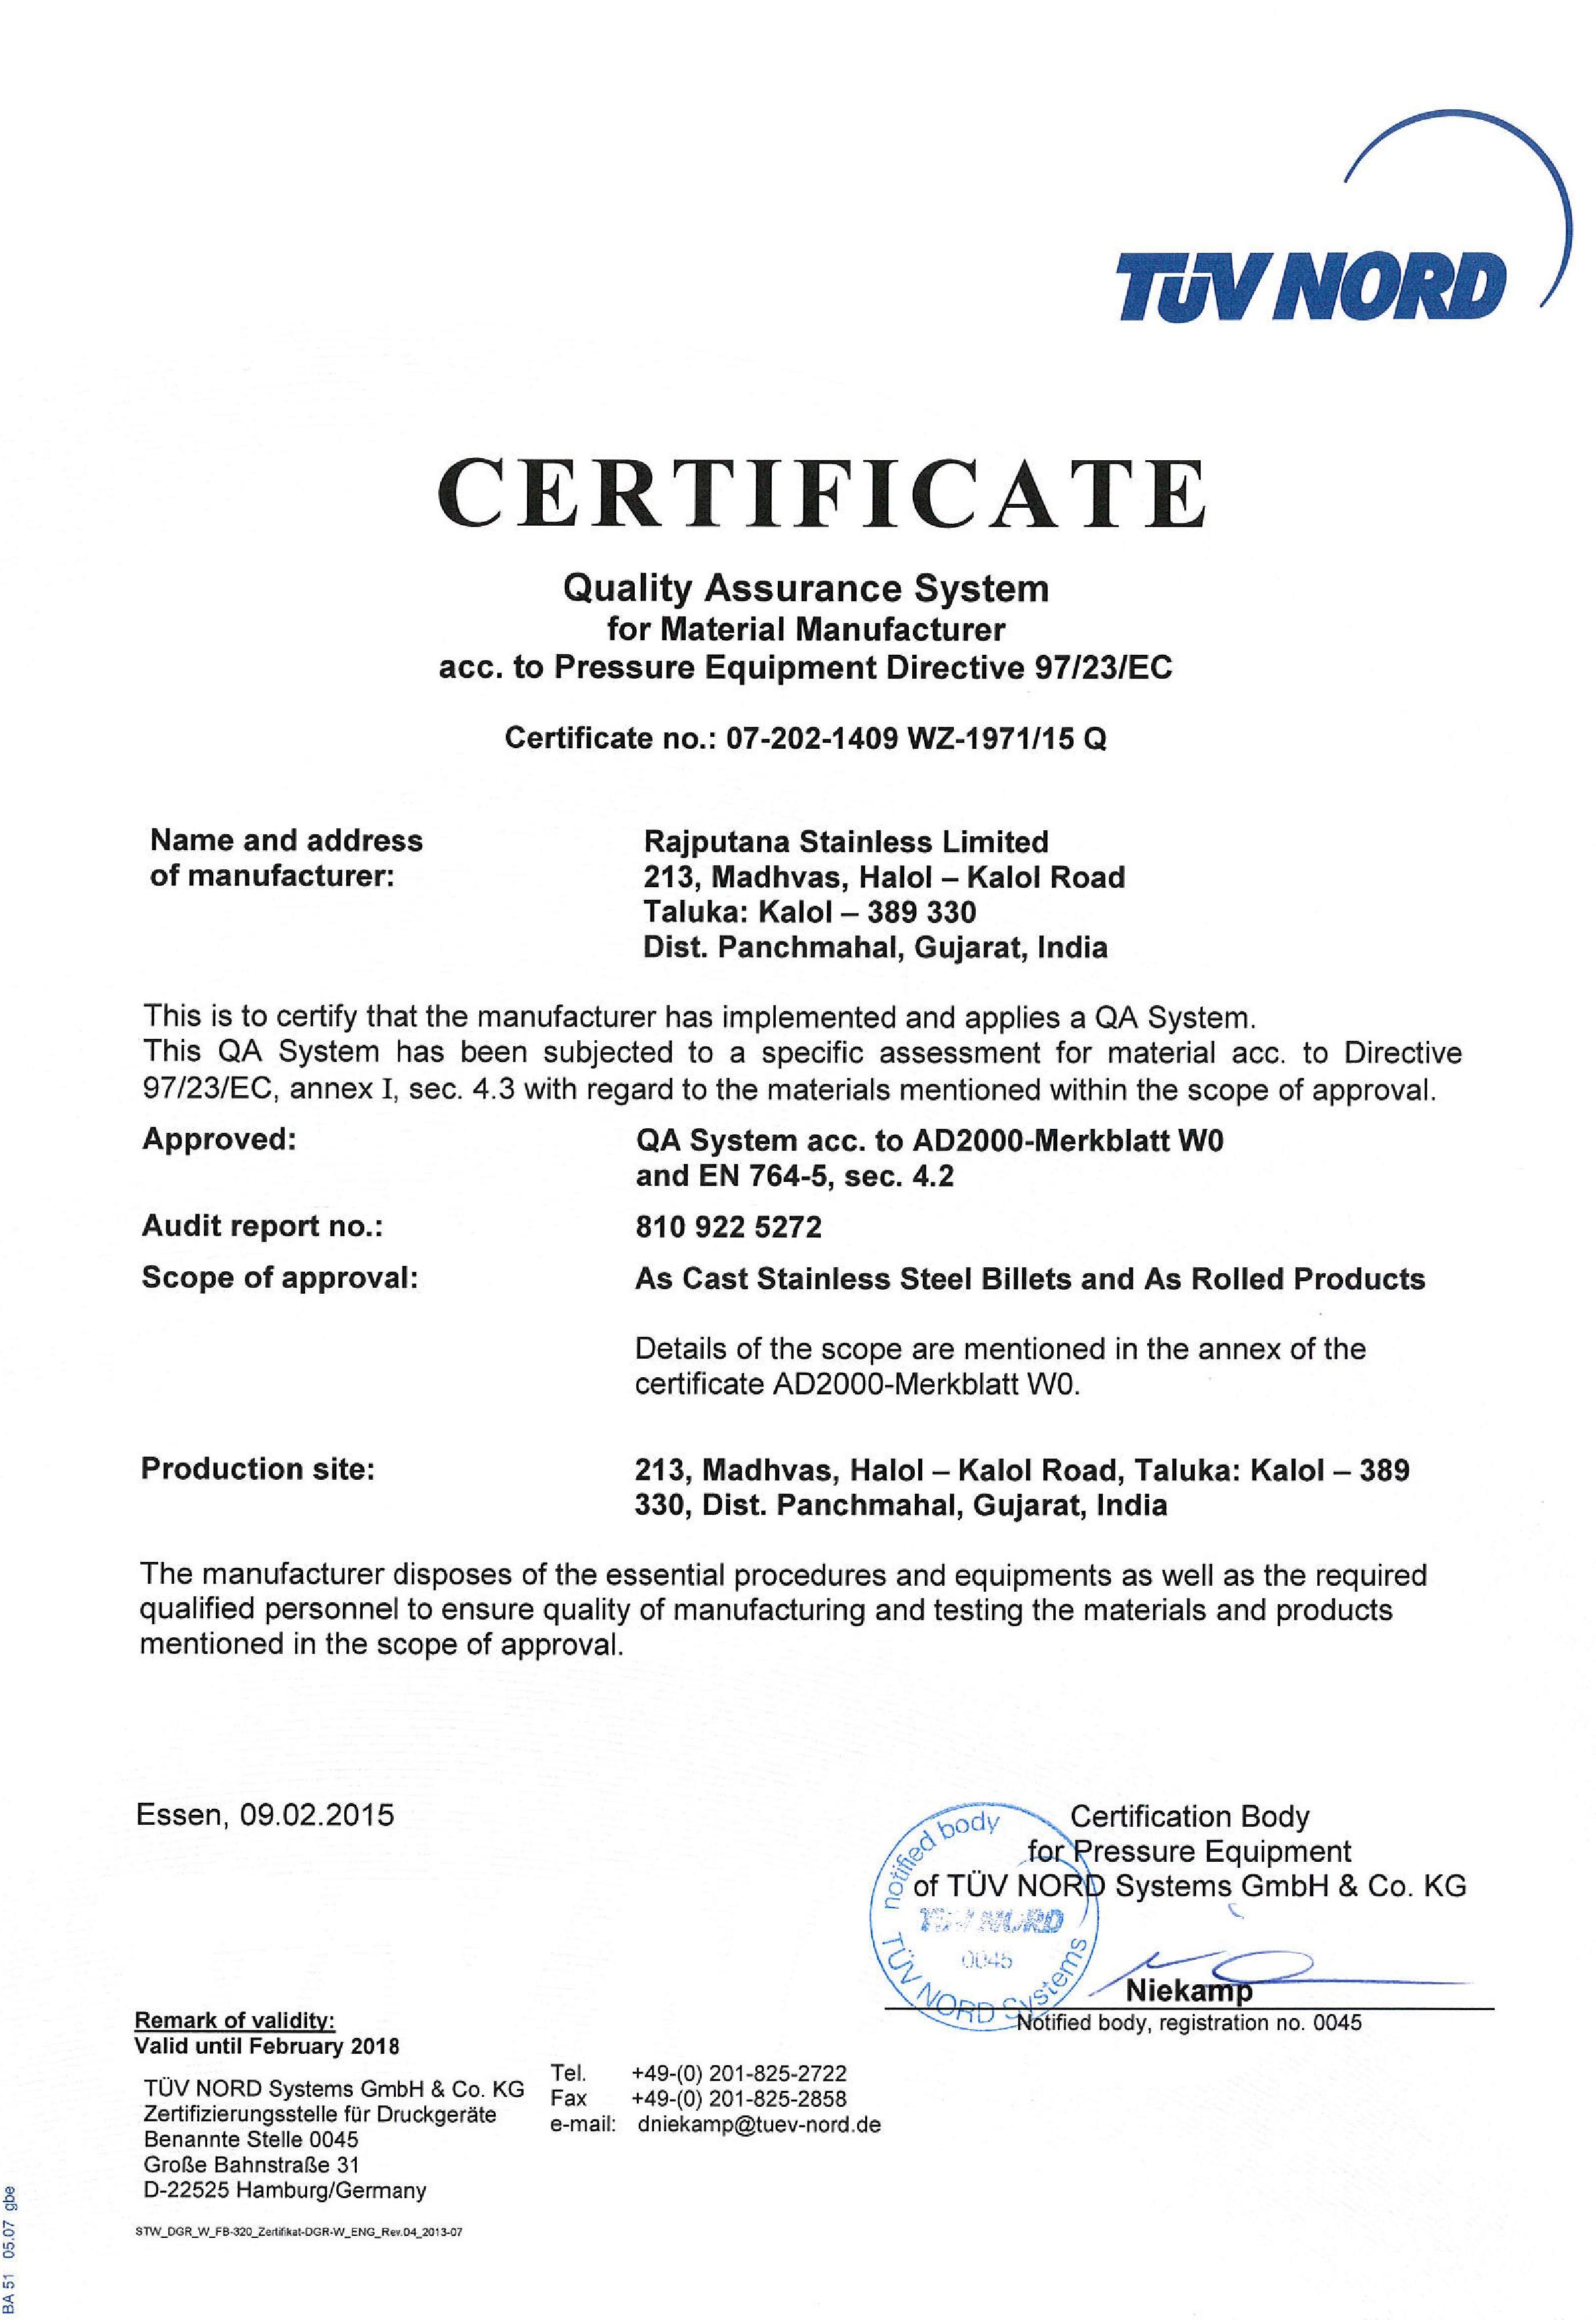 TÜV NORD
CERTIFICATE
Quality Assurance System
for Material Manufacturer
acc. to Pressure Equipment Directive 97/23/EC
Certificate no.: 07-202-1409 WZ-1971/15 Q
Name and address
of manufacturer:
Rajputana Stainless Limited
213, Madhvas, Halol – Kalol Road
Taluka: Kalol – 389 330
Dist. Panchmahal, Gujarat, India
This is to certify that the manufacturer has implemented and applies a QA System.
This QA System has been subjected to a specific assessment for material acc. to Directive
97/23/EC, annex I, sec. 4.3 with regard to the materials mentioned within the scope of approval.
Approved: QA System acc. to AD2000-Merkblatt W0
and EN 764-5, sec. 4.2
Audit report no.: 810 922 5272
Scope of approval: As Cast Stainless Steel Billets and As Rolled Products
Details of the scope are mentioned in the annex of the
certificate AD2000-Merkblatt W0.
Production site: 213, Madhvas, Halol – Kalol Road, Taluka: Kalol – 389
330, Dist. Panchmahal, Gujarat, India
The manufacturer disposes of the essential procedures and equipments as well as the required
qualified personnel to ensure quality of manufacturing and testing the materials and products
mentioned in the scope of approval.
Essen, 09.02.2015
Certification Body
for Pressure Equipment
of TÜV NORD Systems GmbH & Co. KG
notified body
TÜV NORD
0045
TÜV NORD Systems
Niekamp
Notified body, registration no. 0045
Remark of validity:
Valid until February 2018
TÜV NORD Systems GmbH & Co. KG
Zertifizierungsstelle für Druckgeräte
Benannte Stelle 0045
Große Bahnstraße 31
D-22525 Hamburg/Germany
Tel. +49-(0) 201-825-2722
Fax +49-(0) 201-825-2858
e-mail: dniekamp@tuev-nord.de
STW_DGR_W_FB-320_Zertifikat-DGR-W_ENG_Rev.04_2013-07
BA 51 05.07 gbe